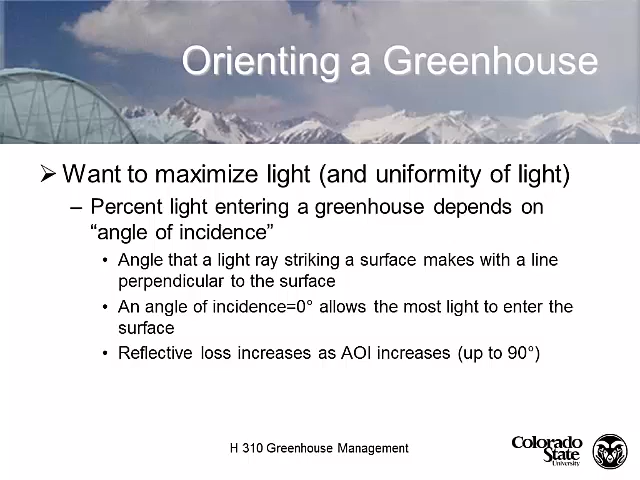 Orienting a Greenhouse
Want to maximize light (and uniformity of light)
– Percent light entering a greenhouse depends on
“angle of incidence”
• Angle that a light ray striking a surface makes with a line
perpendicular to the surface
• An angle of incidence=0° allows the most light to enter the
surface
• Reflective loss increases as AOI increases (up to 90°)
H 310 Greenhouse Management
Colorado
State
University